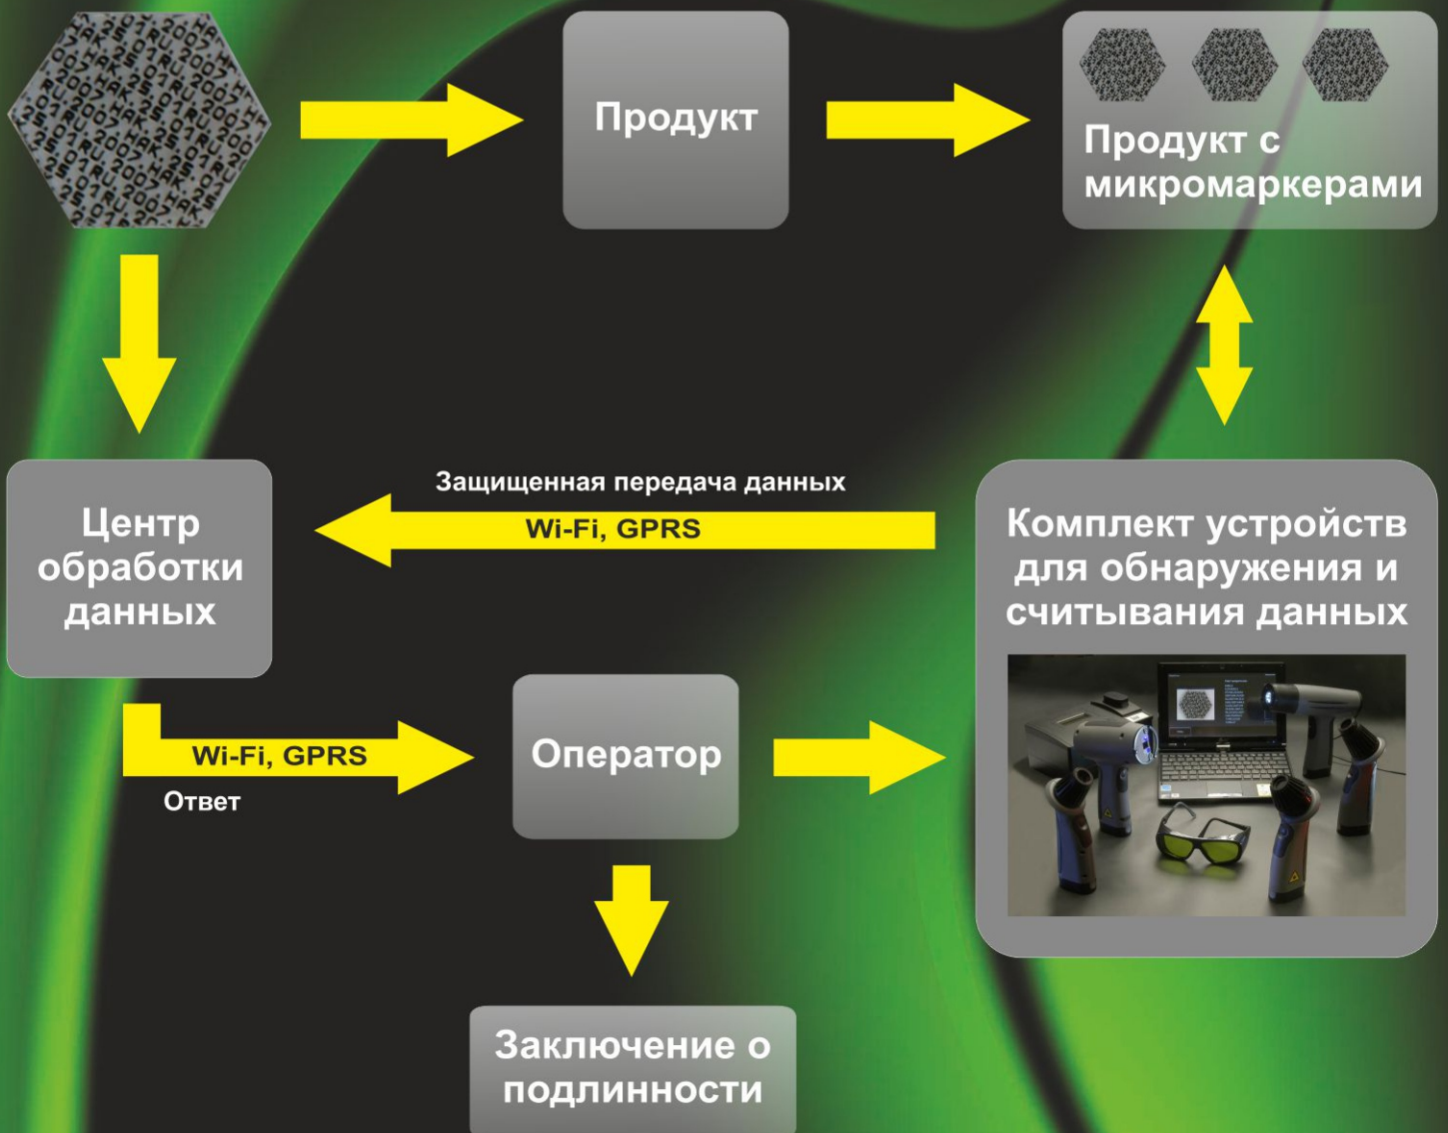 Продукт
Продукт с
микромаркерами
Защищенная передача данных
Wi-Fi, GPRS
Центр
обработки
данных
Комплект устройств
для обнаружения и
считывания данных
Wi-Fi, GPRS
Ответ
Оператор
Заключение о
подлинности